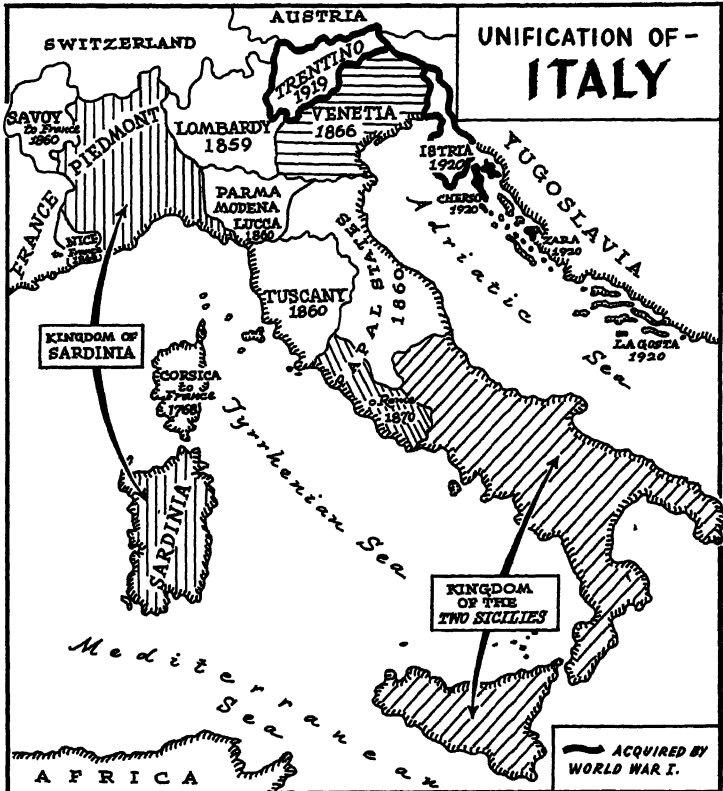 AUSTRIA
SWITZERLAND
UNIFICATION OF-
ITALY
TRENTINO
1919
SAVOY
to France
1860
PIEDMONT
LOMBARDY
1859
VENETIA
1866
ISTRIA
1920
CHERSO
1920
YUGOSLAVIA
ZARA
1920
LAGOSTA
1920
FRANCE
NICE
to France
PARMA
MODENA
LUCCA
1860
Adriatic
Sea
PAPAL STATES
1860
TUSCANY
1860
KINGDOM OF
SARDINIA
CORSICA
to
France
1768
Rome
1870
Tyrrhenian Sea
SARDINIA
KINGDOM
OF THE
TWO SICILIES
Mediterranean
Sea
AFRICA
ACQUIRED BY
WORLD WAR I.